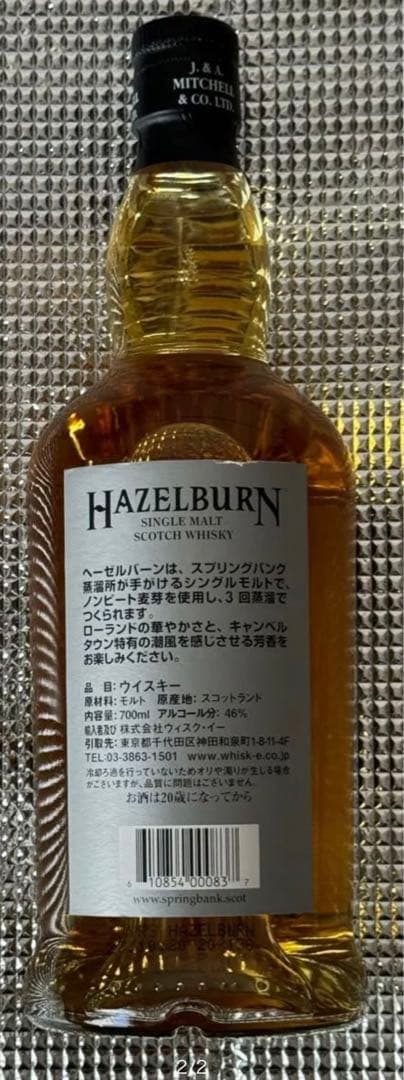 J. & A.
MITCHELL
& CO. LTD.
HAZELBURN
SINGLE MALT
SCOTCH WHISKY
ヘーゼルバーンは、スプリングバンク
蒸溜所が手がけるシングルモルトで、
ノンピート麦芽を使用し、3回蒸溜で
つくられます。
ローランドの華やかさと、キャンベル
タウン特有の潮風を感じさせる芳香を
お楽しみください。
品 目: ウイスキー
原材料: モルト 原産地: スコットランド
内容量: 700ml アルコール分: 46%
輸入者及び 株式会社ウィスク・イー
引取先: 東京都千代田区神田和泉町1-8-11-4F
TEL:03-3863-1501 www.whisk-e.co.jp
冷却ろ過を行っていないためオリや濁りが生じる場合
がございますが、品質に問題はございません。
お酒は20歳になってから
6 10854 00083 7
www.springbank.scot
HAZELBURN
2/2